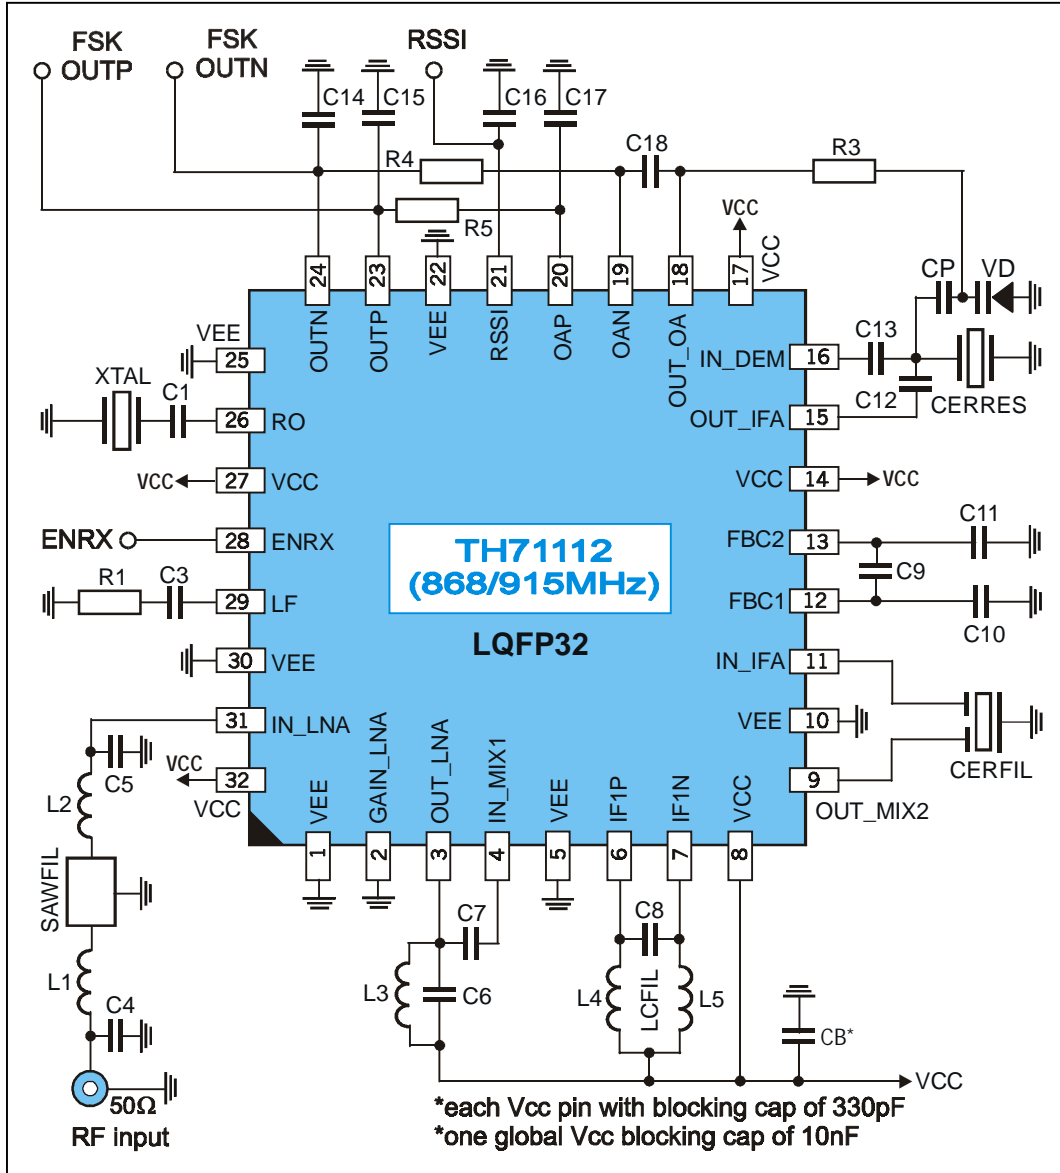 FSK
OUTP
FSK
OUTN
RSSI
C14
C15
C16
C17
R4
C18
R3
R5
VCC
VCC
24
23
22
21
20
19
18
17
OUTN
OUTP
VEE
RSSI
OAP
OAN
OUT_OA
CP
VD
VEE
25
XTAL
C1
26
RO
VCC
27
VCC
ENRX
28
ENRX
R1
C3
29
LF
30
VEE
31
IN_LNA
C5
VCC
32
VCC
L2
SAWFIL
L1
C4
50Ω
RF input
TH71112
(868/915MHz)
LQFP32
IN_DEM
16
C13
C12
CERRES
OUT_IFA
15
VCC
14
VCC
FBC2
13
C11
C9
FBC1
12
C10
IN_IFA
11
VEE
10
CERFIL
9
OUT_MIX2
VEE
GAIN_LNA
OUT_LNA
IN_MIX1
VEE
IF1P
IF1N
VCC
1
2
3
4
5
6
7
8
C7
C8
L3
C6
L4
LCFIL
L5
CB*
VCC
*each Vcc pin with blocking cap of 330pF
*one global Vcc blocking cap of 10nF